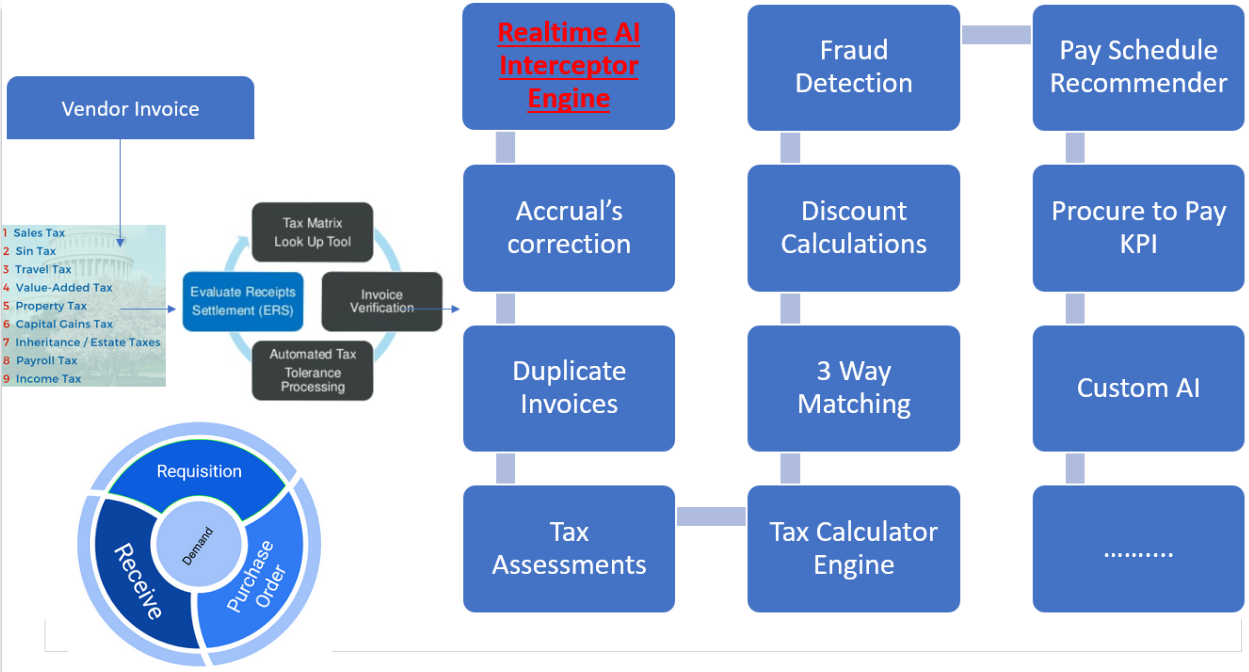 Vendor Invoice
1 Sales Tax
2 Sin Tax
3 Travel Tax
4 Value-Added Tax
5 Property Tax
6 Capital Gains Tax
7 Inheritance / Estate Taxes
8 Payroll Tax
9 Income Tax
Tax Matrix
Look Up Tool
Evaluate Receipts
Settlement (ERS)
Invoice
Verification
Automated Tax
Tolerance
Processing
Requisition
Demand
Receive
Purchase
Order
Realtime AI
Interceptor
Engine
Accrual’s
correction
Duplicate
Invoices
Tax
Assessments
Tax Calculator
Engine
3 Way
Matching
Discount
Calculations
Fraud
Detection
Pay Schedule
Recommender
Procure to Pay
KPI
Custom AI
……….